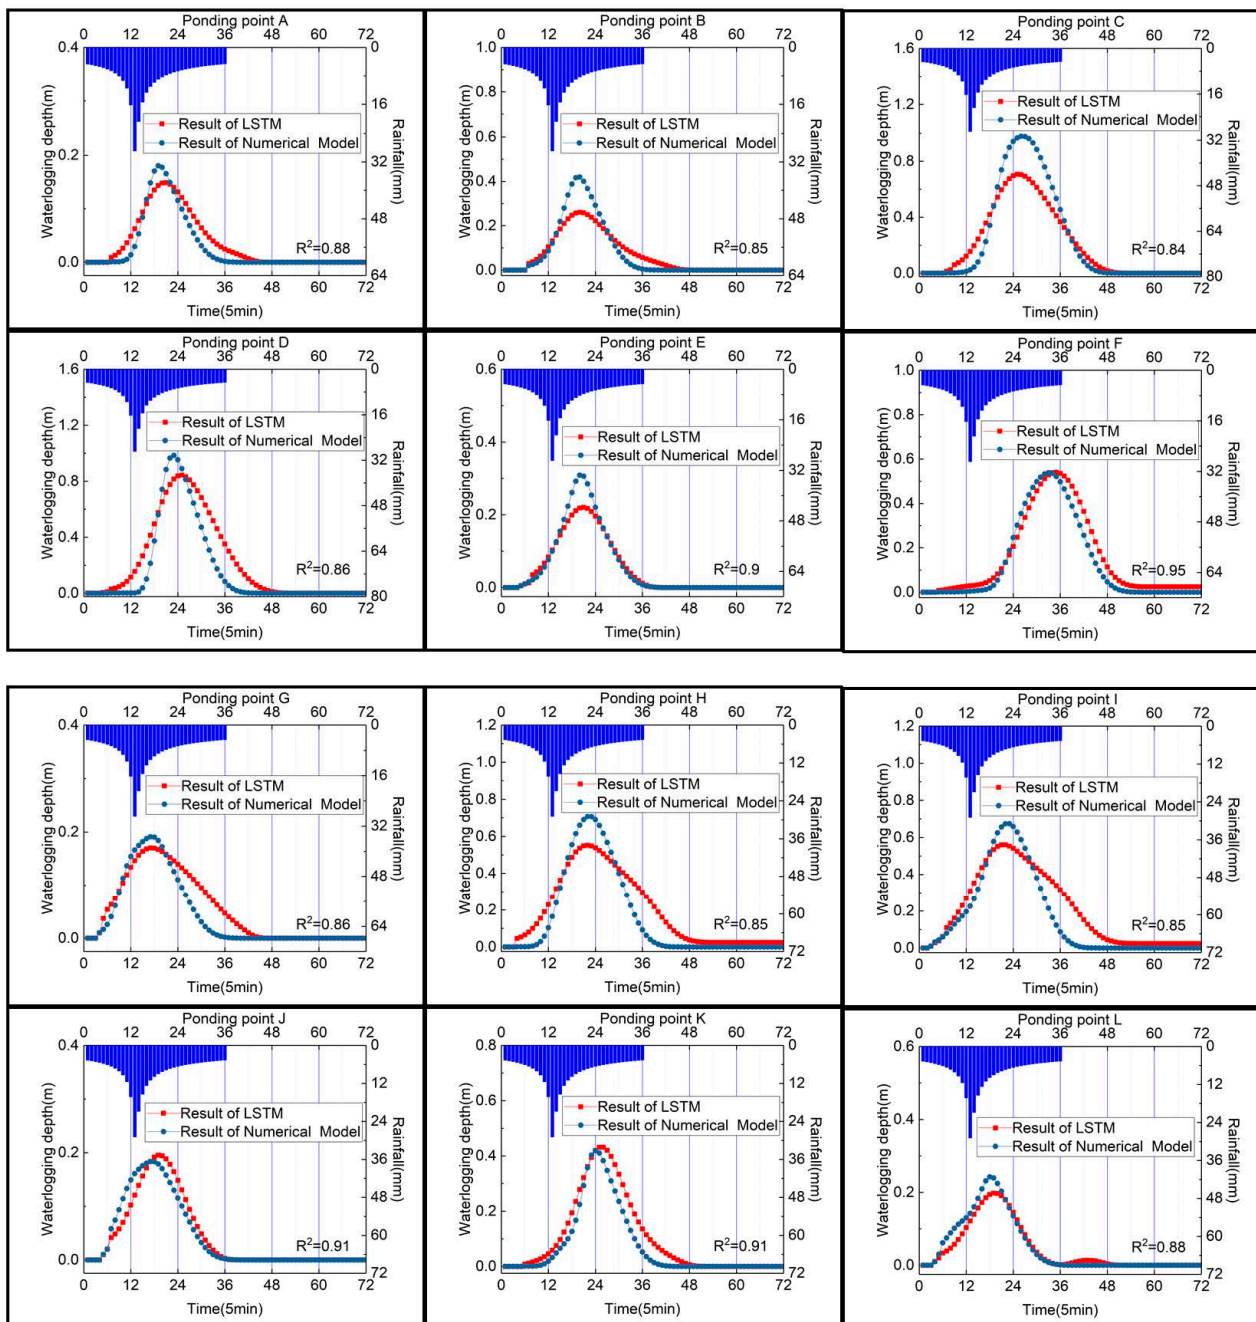 Ponding point A
0 12 24 36 48 60 72
0.4 0.2 0.0
Waterlogging depth(m)
Result of LSTM
Result of Numerical Model
R²=0.88
0 16 32 48 64
Rainfall(mm)
0 12 24 36 48 60 72
Time(5min)
Ponding point B
0 12 24 36 48 60 72
1.0 0.8 0.6 0.4 0.2 0.0
Waterlogging depth(m)
Result of LSTM
Result of Numerical Model
R²=0.85
0 16 32 48 64
Rainfall(mm)
0 12 24 36 48 60 72
Time(5min)
Ponding point C
0 12 24 36 48 60 72
1.6 1.2 0.8 0.4 0.0
Waterlogging depth(m)
Result of LSTM
Result of Numerical Model
R²=0.84
0 16 32 48 64 80
Rainfall(mm)
0 12 24 36 48 60 72
Time(5min)
Ponding point D
0 12 24 36 48 60 72
1.6 1.2 0.8 0.4 0.0
Waterlogging depth(m)
Result of LSTM
Result of Numerical Model
R²=0.86
0 16 32 48 64 80
Rainfall(mm)
0 12 24 36 48 60 72
Time(5min)
Ponding point E
0 12 24 36 48 60 72
0.6 0.4 0.2 0.0
Waterlogging depth(m)
Result of LSTM
Result of Numerical Model
R²=0.9
0 16 32 48 64
Rainfall(mm)
0 12 24 36 48 60 72
Time(5min)
Ponding point F
0 12 24 36 48 60 72
1.0 0.8 0.6 0.4 0.2 0.0
Waterlogging depth(m)
Result of LSTM
Result of Numerical Model
R²=0.95
0 16 32 48 64
Rainfall(mm)
0 12 24 36 48 60 72
Time(5min)
Ponding point G
0 12 24 36 48 60 72
0.4 0.2 0.0
Waterlogging depth(m)
Result of LSTM
Result of Numerical Model
R²=0.86
0 16 32 48 64
Rainfall(mm)
0 12 24 36 48 60 72
Time(5min)
Ponding point H
0 12 24 36 48 60 72
1.2 1.0 0.8 0.6 0.4 0.2 0.0
Waterlogging depth(m)
Result of LSTM
Result of Numerical Model
R²=0.85
0 12 24 36 48 60 72
Rainfall(mm)
0 12 24 36 48 60 72
Time(5min)
Ponding point I
0 12 24 36 48 60 72
1.2 1.0 0.8 0.6 0.4 0.2 0.0
Waterlogging depth(m)
Result of LSTM
Result of Numerical Model
R²=0.85
0 12 24 36 48 60 72
Rainfall(mm)
0 12 24 36 48 60 72
Time(5min)
Ponding point J
0 12 24 36 48 60 72
0.4 0.2 0.0
Waterlogging depth(m)
Result of LSTM
Result of Numerical Model
R²=0.91
0 12 24 36 48 60 72
Rainfall(mm)
0 12 24 36 48 60 72
Time(5min)
Ponding point K
0 12 24 36 48 60 72
0.8 0.6 0.4 0.2 0.0
Waterlogging depth(m)
Result of LSTM
Result of Numerical Model
R²=0.91
0 12 24 36 48 60 72
Rainfall(mm)
0 12 24 36 48 60 72
Time(5min)
Ponding point L
0 12 24 36 48 60 72
0.6 0.4 0.2 0.0
Waterlogging depth(m)
Result of LSTM
Result of Numerical Model
R²=0.88
0 12 24 36 48 60 72
Rainfall(mm)
0 12 24 36 48 60 72
Time(5min)